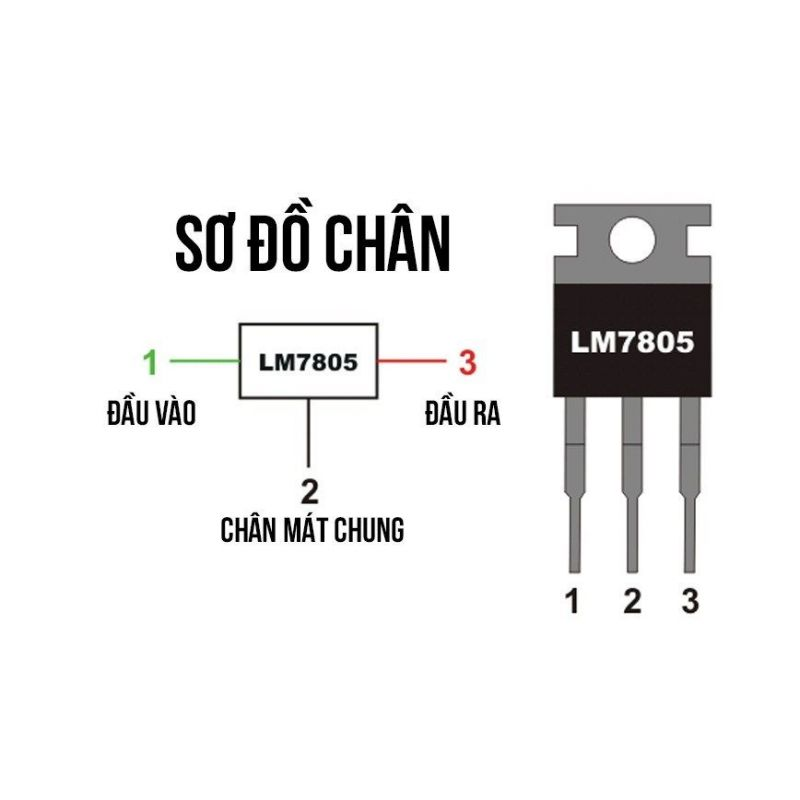 SƠ ĐỒ CHÂN
1
LM7805
3
ĐẦU VÀO
ĐẦU RA
2
CHÂN MÁT CHUNG
LM7805
1 2 3